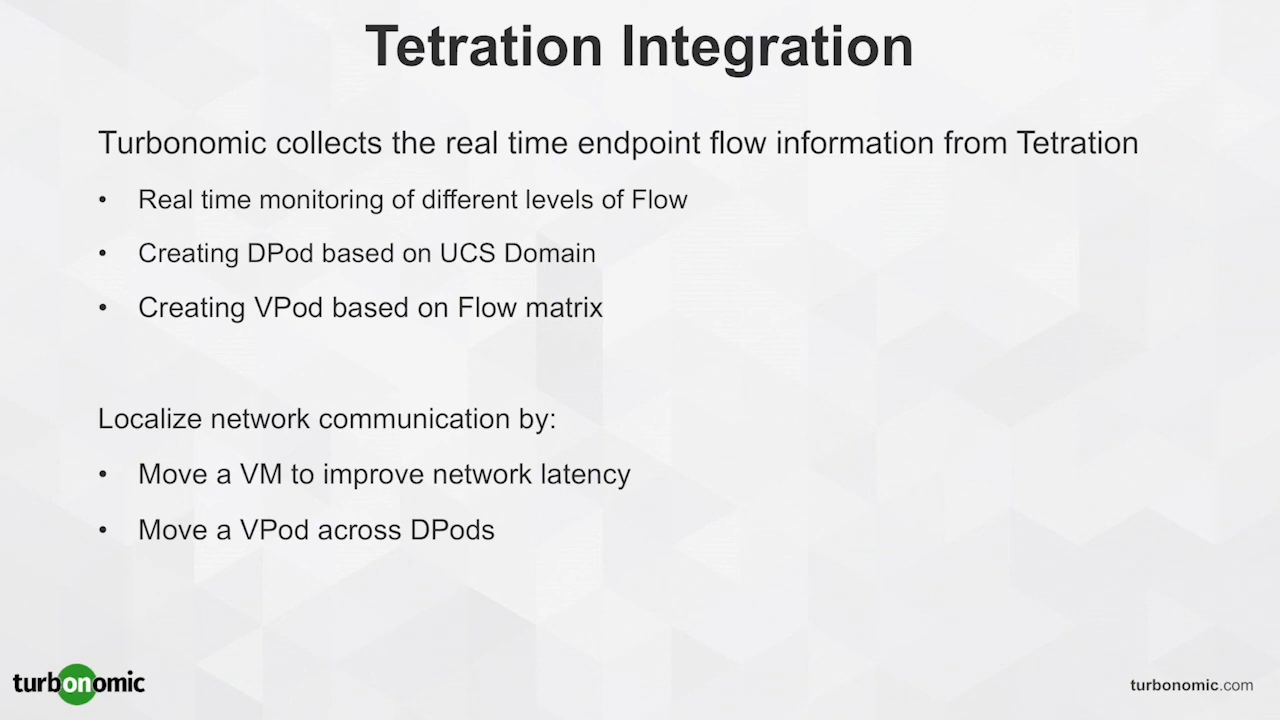 Tetration Integration
Turbonomic collects the real time endpoint flow information from Tetration
• Real time monitoring of different levels of Flow
• Creating DPod based on UCS Domain
• Creating VPod based on Flow matrix
Localize network communication by:
• Move a VM to improve network latency
• Move a VPod across DPods
turbonomic
turbonomic.com